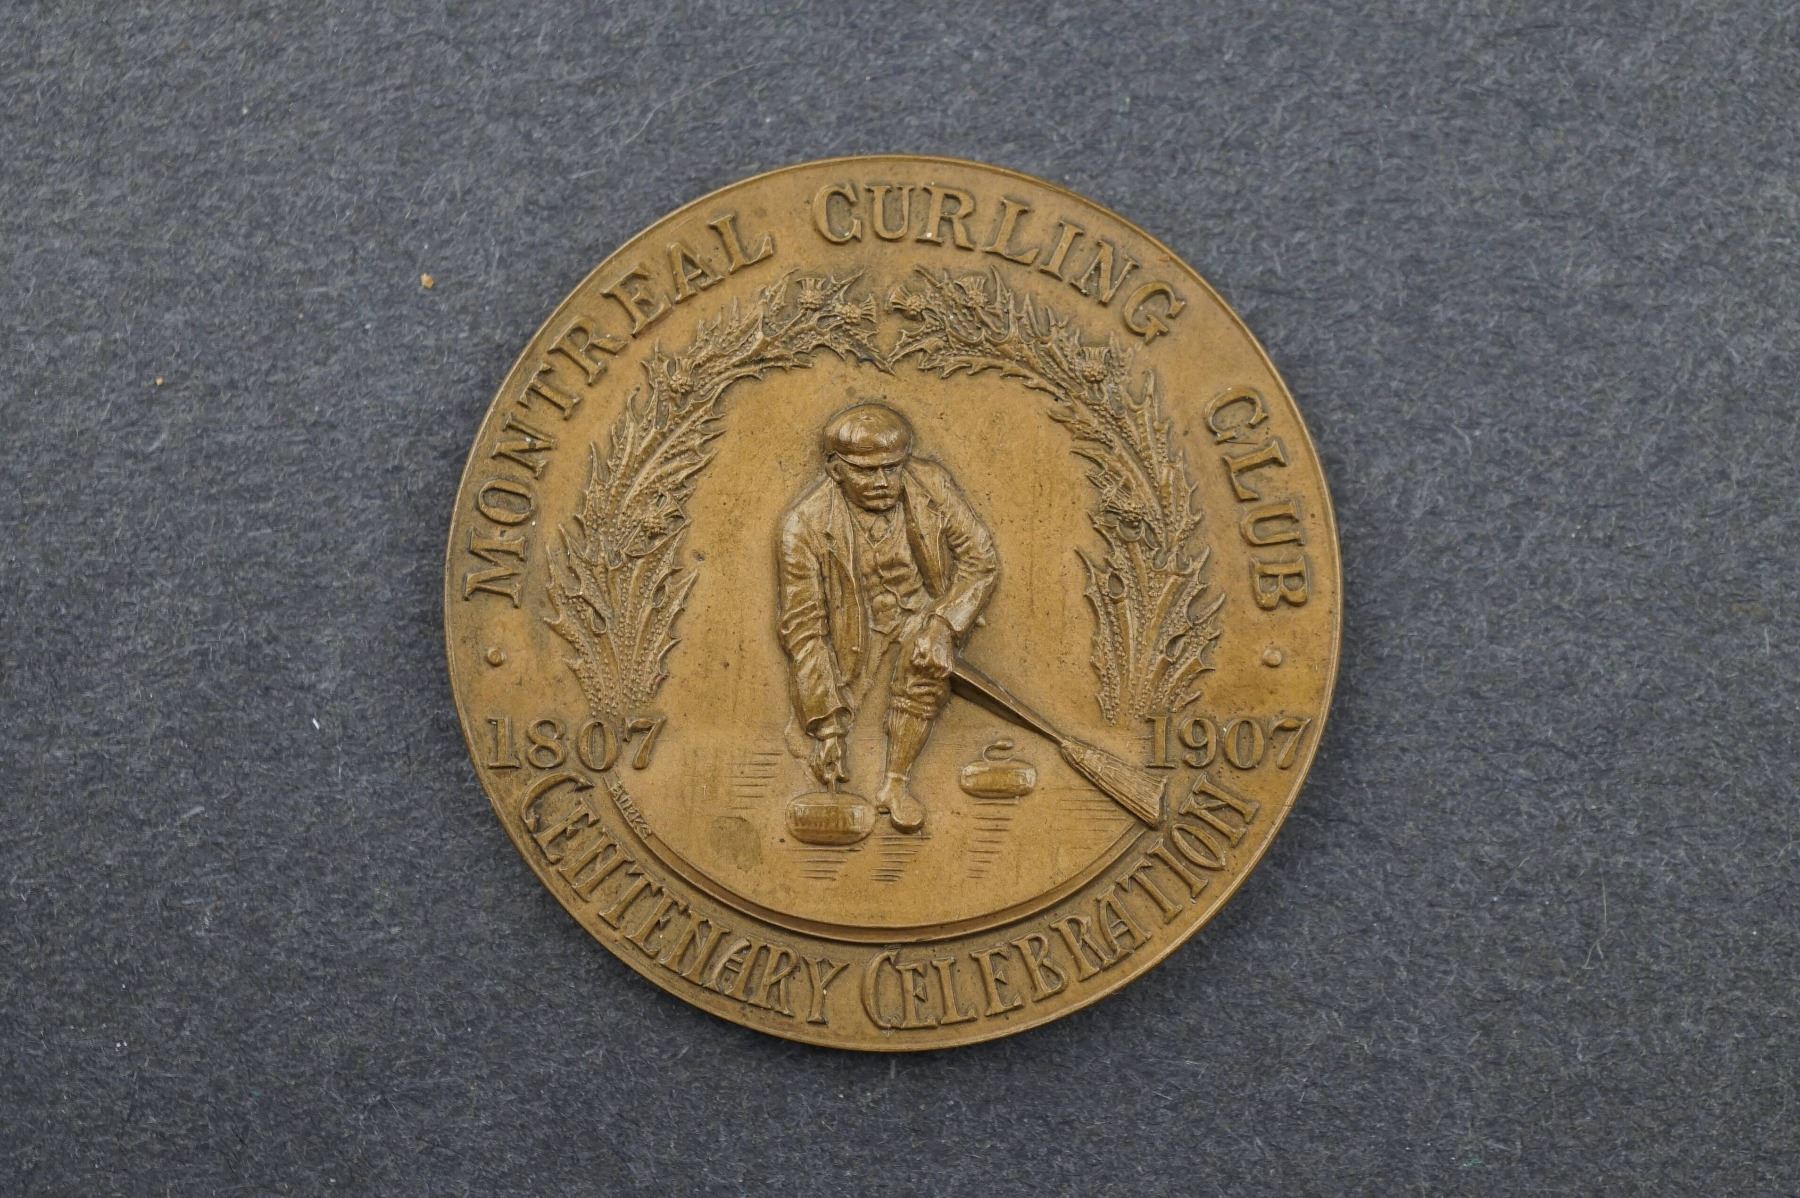 MONTREAL CURLING CLUB
1807 1907
CENTENARY CELEBRATION